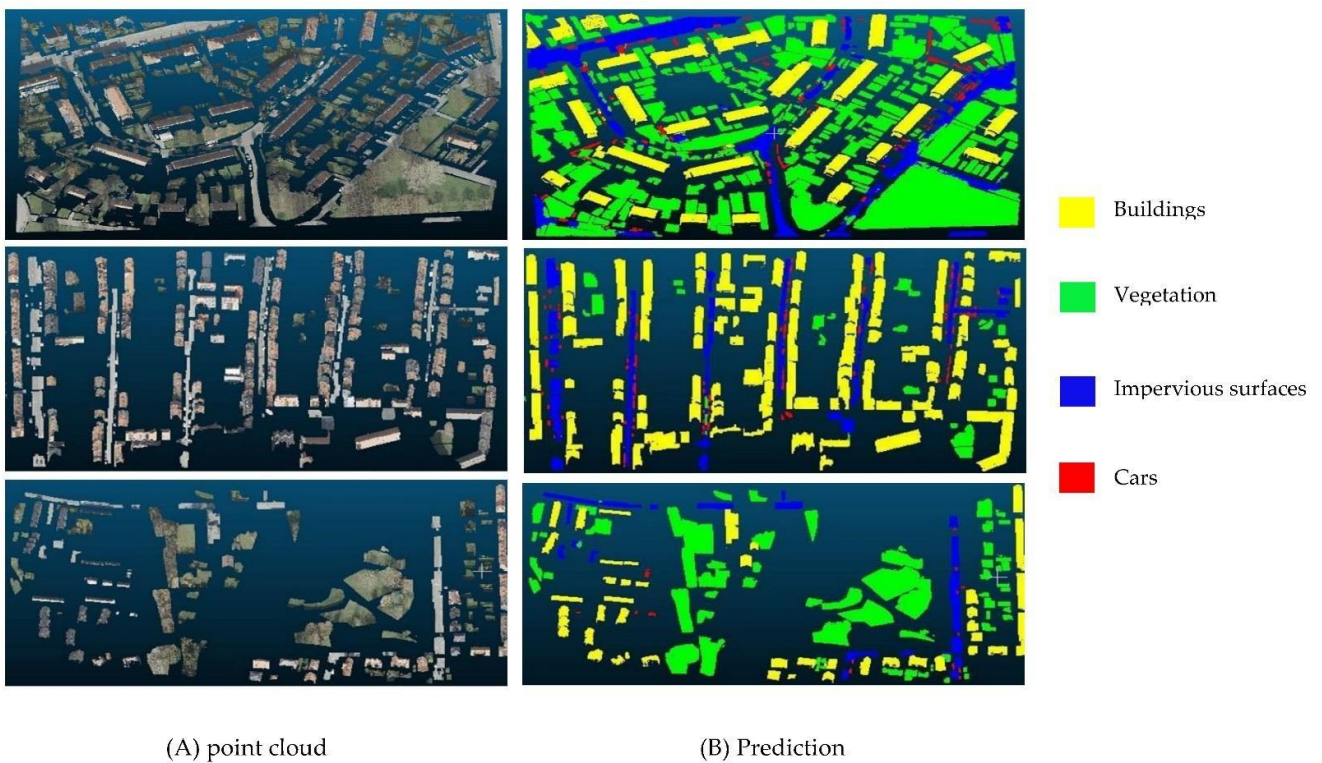 Buildings
Vegetation
Impervious surfaces
Cars
(A) point cloud
(B) Prediction